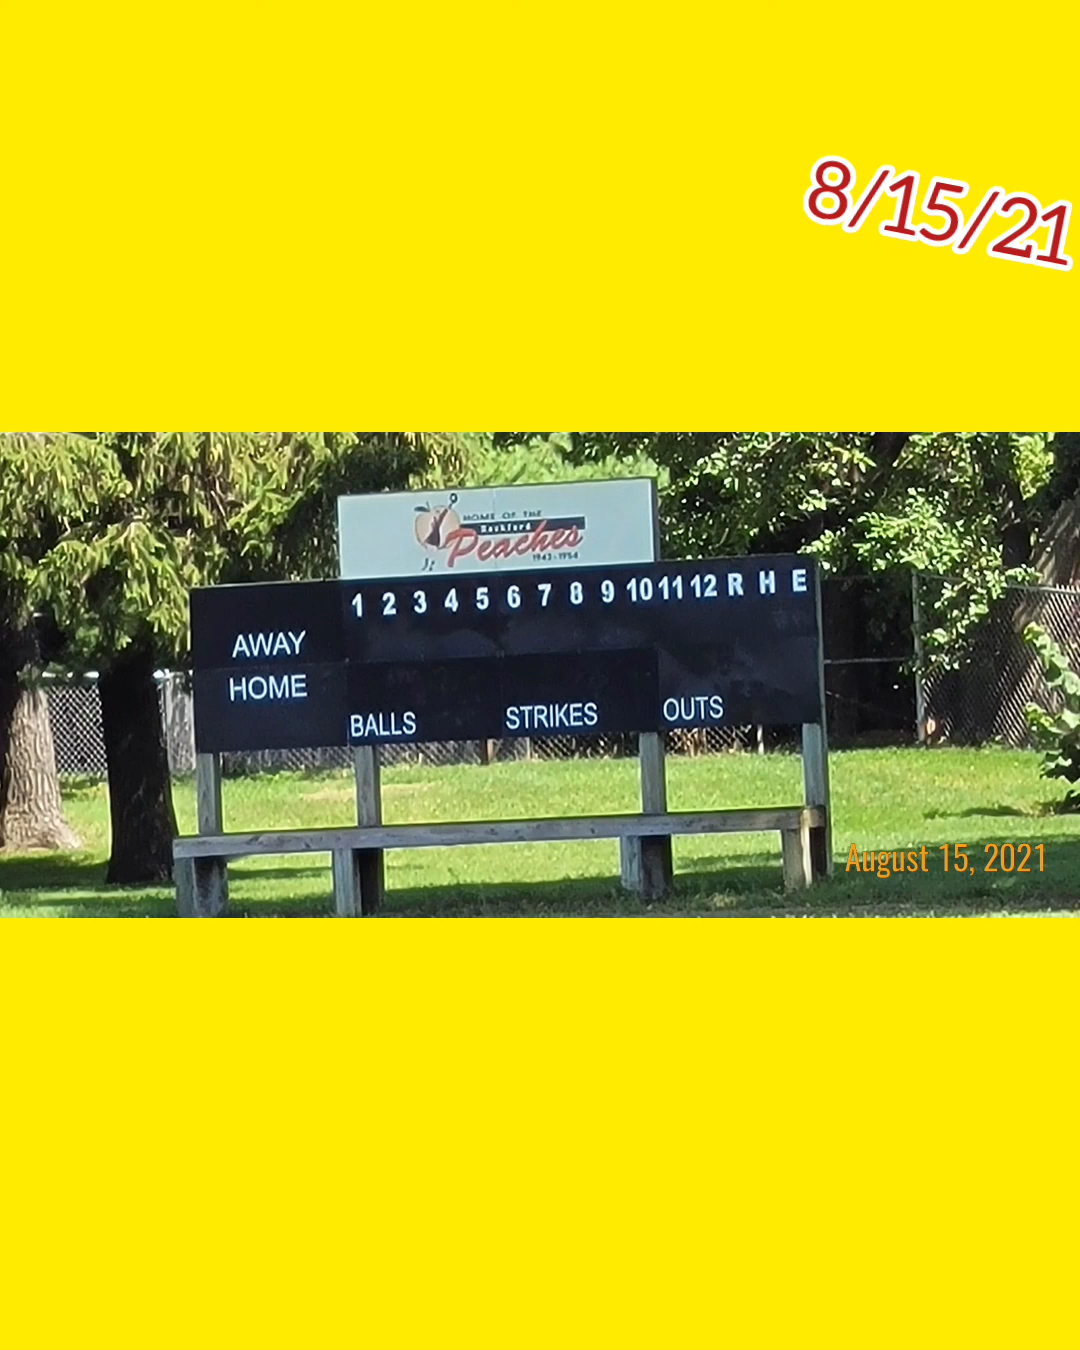 8/15/21
HOME OF THE
Rockford
Peaches
1943-1954
1 2 3 4 5 6 7 8 9 10 11 12 R H E
AWAY
HOME
BALLS STRIKES OUTS
August 15, 2021